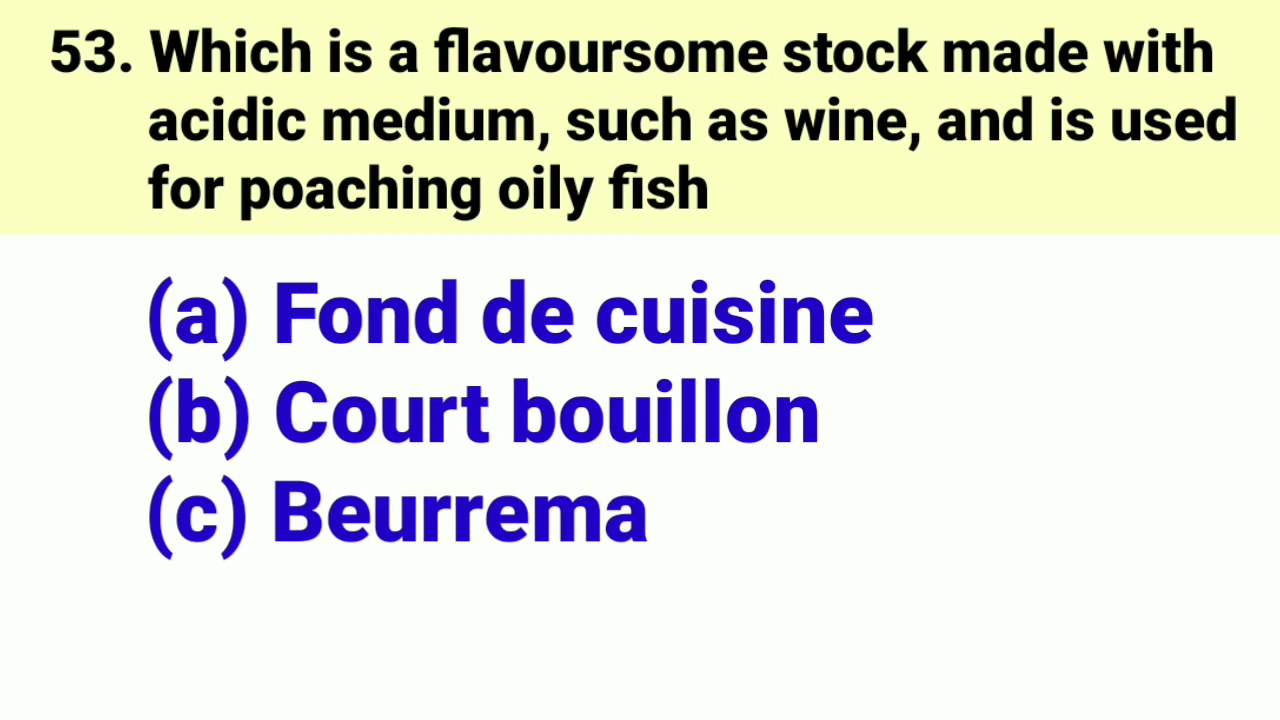 53. Which is a flavoursome stock made with
acidic medium, such as wine, and is used
for poaching oily fish
(a) Fond de cuisine
(b) Court bouillon
(c) Beurrema